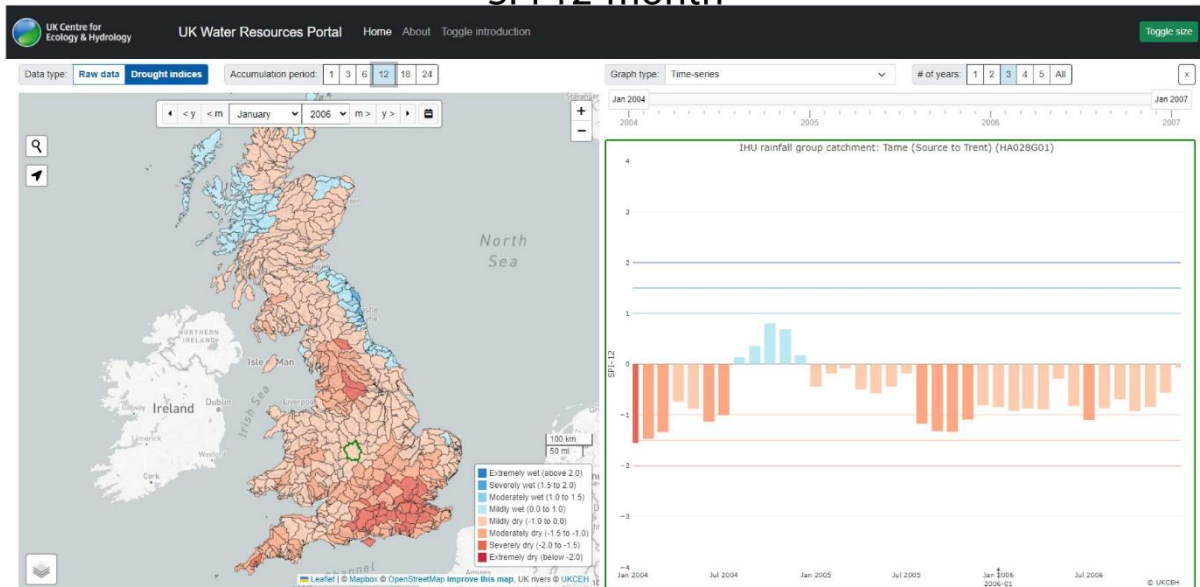 SPI 12-month
UK Centre for
Ecology & Hydrology
UK Water Resources Portal Home About Toggle introduction
Toggle size
Data type: Raw data Drought indices Accumulation period: 1 3 6 12 18 24
Graph type: Time-series # of years: 1 2 3 4 5 All ×
< y < m January 2006 m > y >
+
−
Jan 2004 Jan 2007
2004 2005 2006 2007
IHU rainfall group catchment: Tame (Source to Trent) (HA028G01)
North
Sea
NORTHERN
IRELAND
Isle of Man
Irish Sea
Liverpool
Dublin
Galway
Ireland
Limerick
Wexford
Cork
100 km
50 mi
Extremely wet (above 2.0)
Severely wet (1.5 to 2.0)
Moderately wet (1.0 to 1.5)
Mildly wet (0.0 to 1.0)
Mildly dry (-1.0 to 0.0)
Moderately dry (-1.5 to -1.0)
Severely dry (-2.0 to -1.5)
Extremely dry (below -2.0)
Amiens
Leaflet | © Mapbox © OpenStreetMap Improve this map, UK rivers © UKCEH
4
3
2
1
0
−1
−2
−3
−4
SPI-12
Jan 2004 Jul 2004 Jan 2005 Jul 2005 Jan 2006 Jul 2006
2006-01
© UKCEH